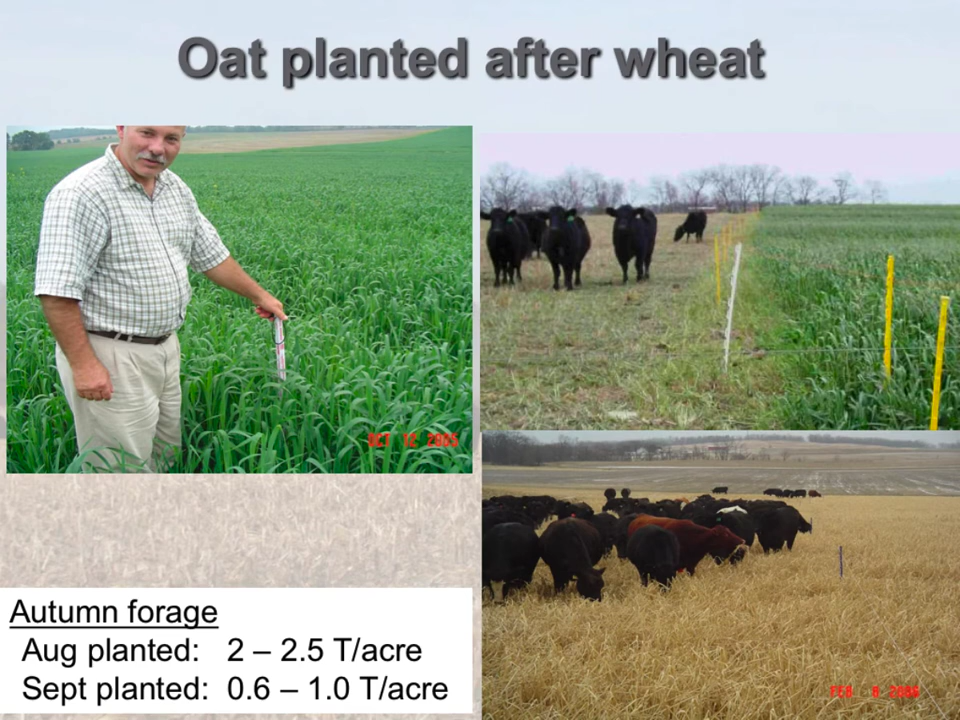 Oat planted after wheat
OCT 12 2005
Autumn forage
Aug planted: 2 – 2.5 T/acre
Sept planted: 0.6 – 1.0 T/acre
FEB 8 2006